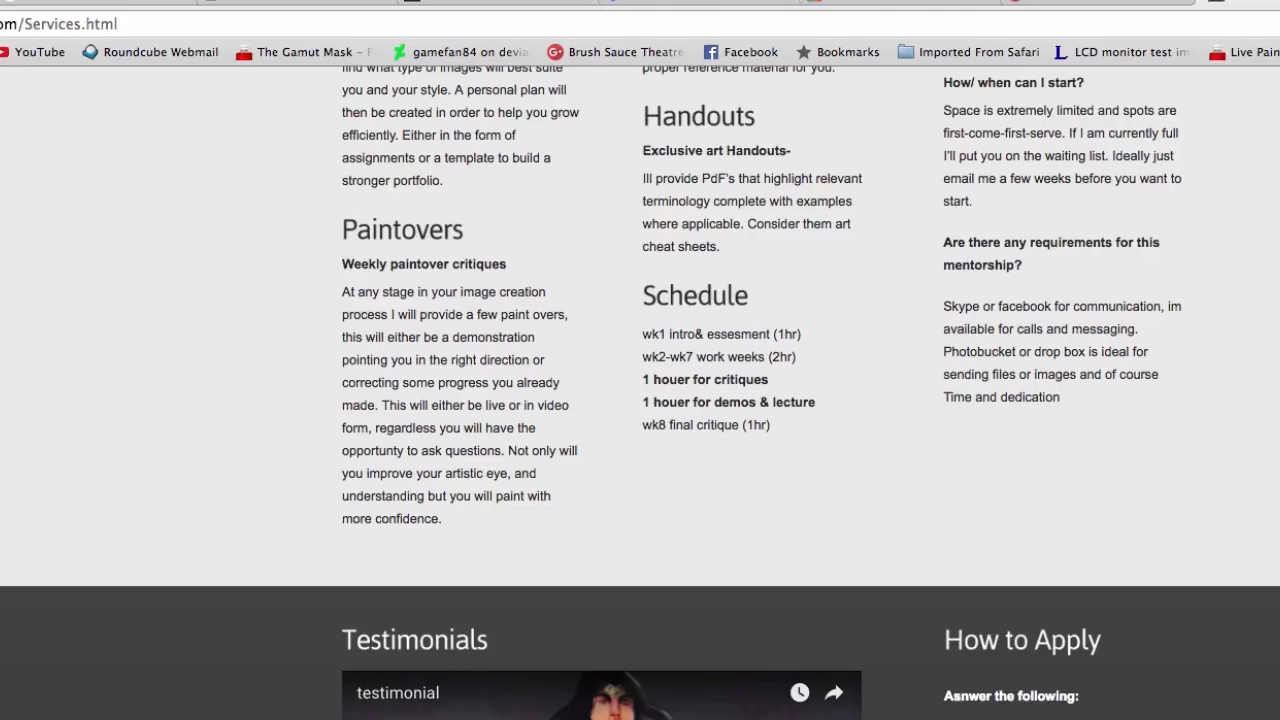 om/Services.html
YouTube
Roundcube Webmail
The Gamut Mask – F
gamefan84 on devia
Brush Sauce Theatre
Facebook
Bookmarks
Imported From Safari
LCD monitor test im
Live Pain
find what type of images will best suite
you and your style. A personal plan will
then be created in order to help you grow
efficiently. Either in the form of
assignments or a template to build a
stronger portfolio.
Paintovers
Weekly paintover critiques
At any stage in your image creation
process I will provide a few paint overs,
this will either be a demonstration
pointing you in the right direction or
correcting some progress you already
made. This will either be live or in video
form, regardless you will have the
opportunty to ask questions. Not only will
you improve your artistic eye, and
understanding but you will paint with
more confidence.
proper reference material for you.
Handouts
Exclusive art Handouts-
Ill provide PdF's that highlight relevant
terminology complete with examples
where applicable. Consider them art
cheat sheets.
Schedule
wk1 intro& essesment (1hr)
wk2-wk7 work weeks (2hr)
1 houer for critiques
1 houer for demos & lecture
wk8 final critique (1hr)
How/ when can I start?
Space is extremely limited and spots are
first-come-first-serve. If I am currently full
I'll put you on the waiting list. Ideally just
email me a few weeks before you want to
start.
Are there any requirements for this
mentorship?
Skype or facebook for communication, im
available for calls and messaging.
Photobucket or drop box is ideal for
sending files or images and of course
Time and dedication
Testimonials
testimonial
How to Apply
Asnwer the following: